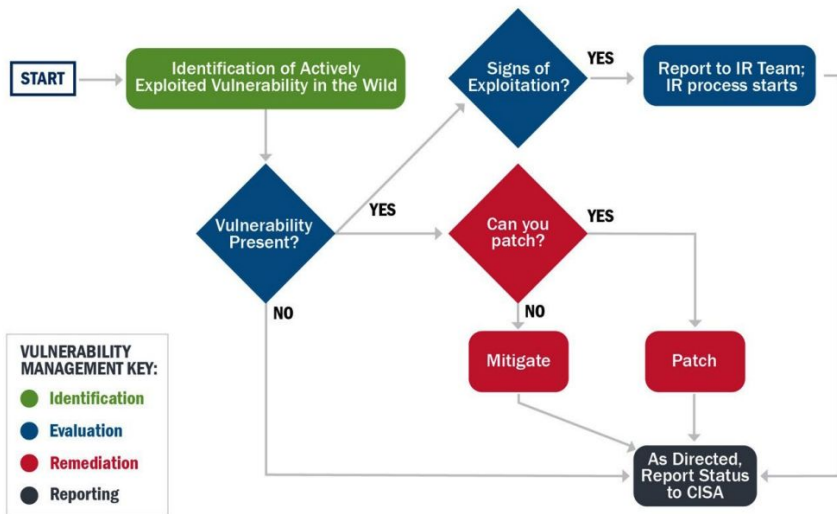 START
Identification of Actively
Exploited Vulnerability in the Wild
Signs of
Exploitation?
YES
Report to IR Team;
IR process starts
Vulnerability
Present?
YES
Can you
patch?
YES
NO
NO
Mitigate
Patch
As Directed,
Report Status
to CISA
VULNERABILITY
MANAGEMENT KEY:
Identification
Evaluation
Remediation
Reporting